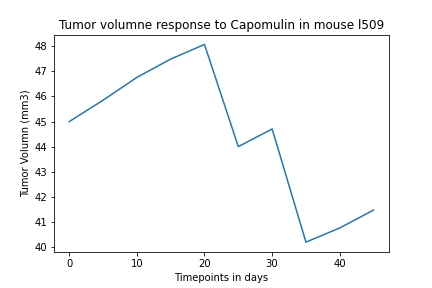 Tumor volumne response to Capomulin in mouse l509
48
47
46
45
44
43
42
41
40
Tumor Volumn (mm3)
0 10 20 30 40
Timepoints in days